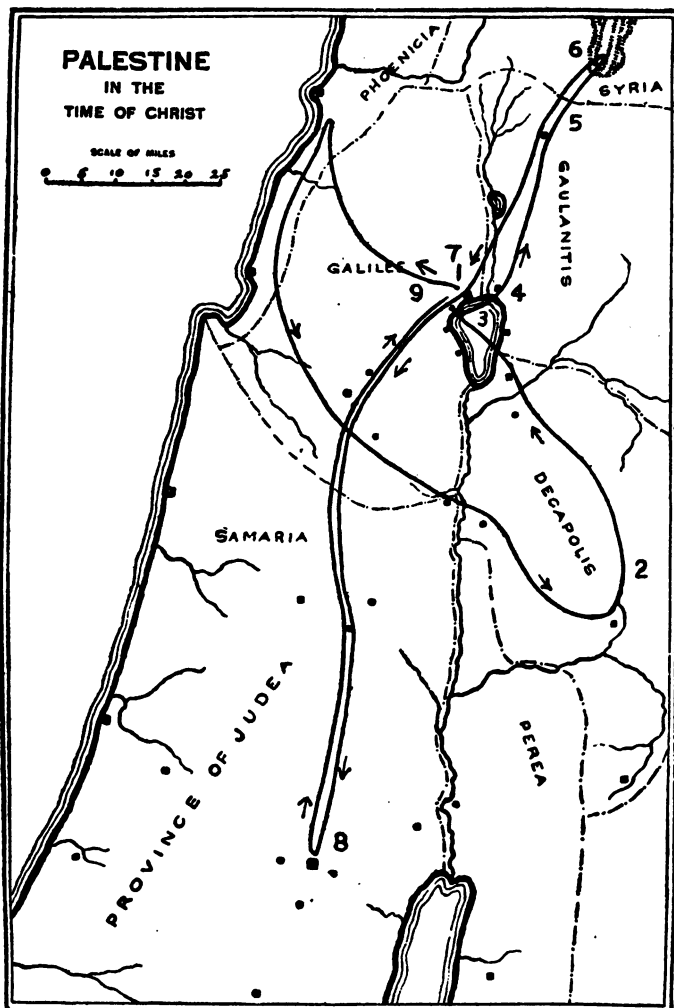 PALESTINE
IN THE
TIME OF CHRIST
SCALE OF MILES
0 5 10 15 20 25
PHOENICIA
6
SYRIA
5
GAULANITIS
7
1
GALILEE
9
4
3
DECAPOLIS
SAMARIA
2
PROVINCE OF JUDEA
PEREA
8